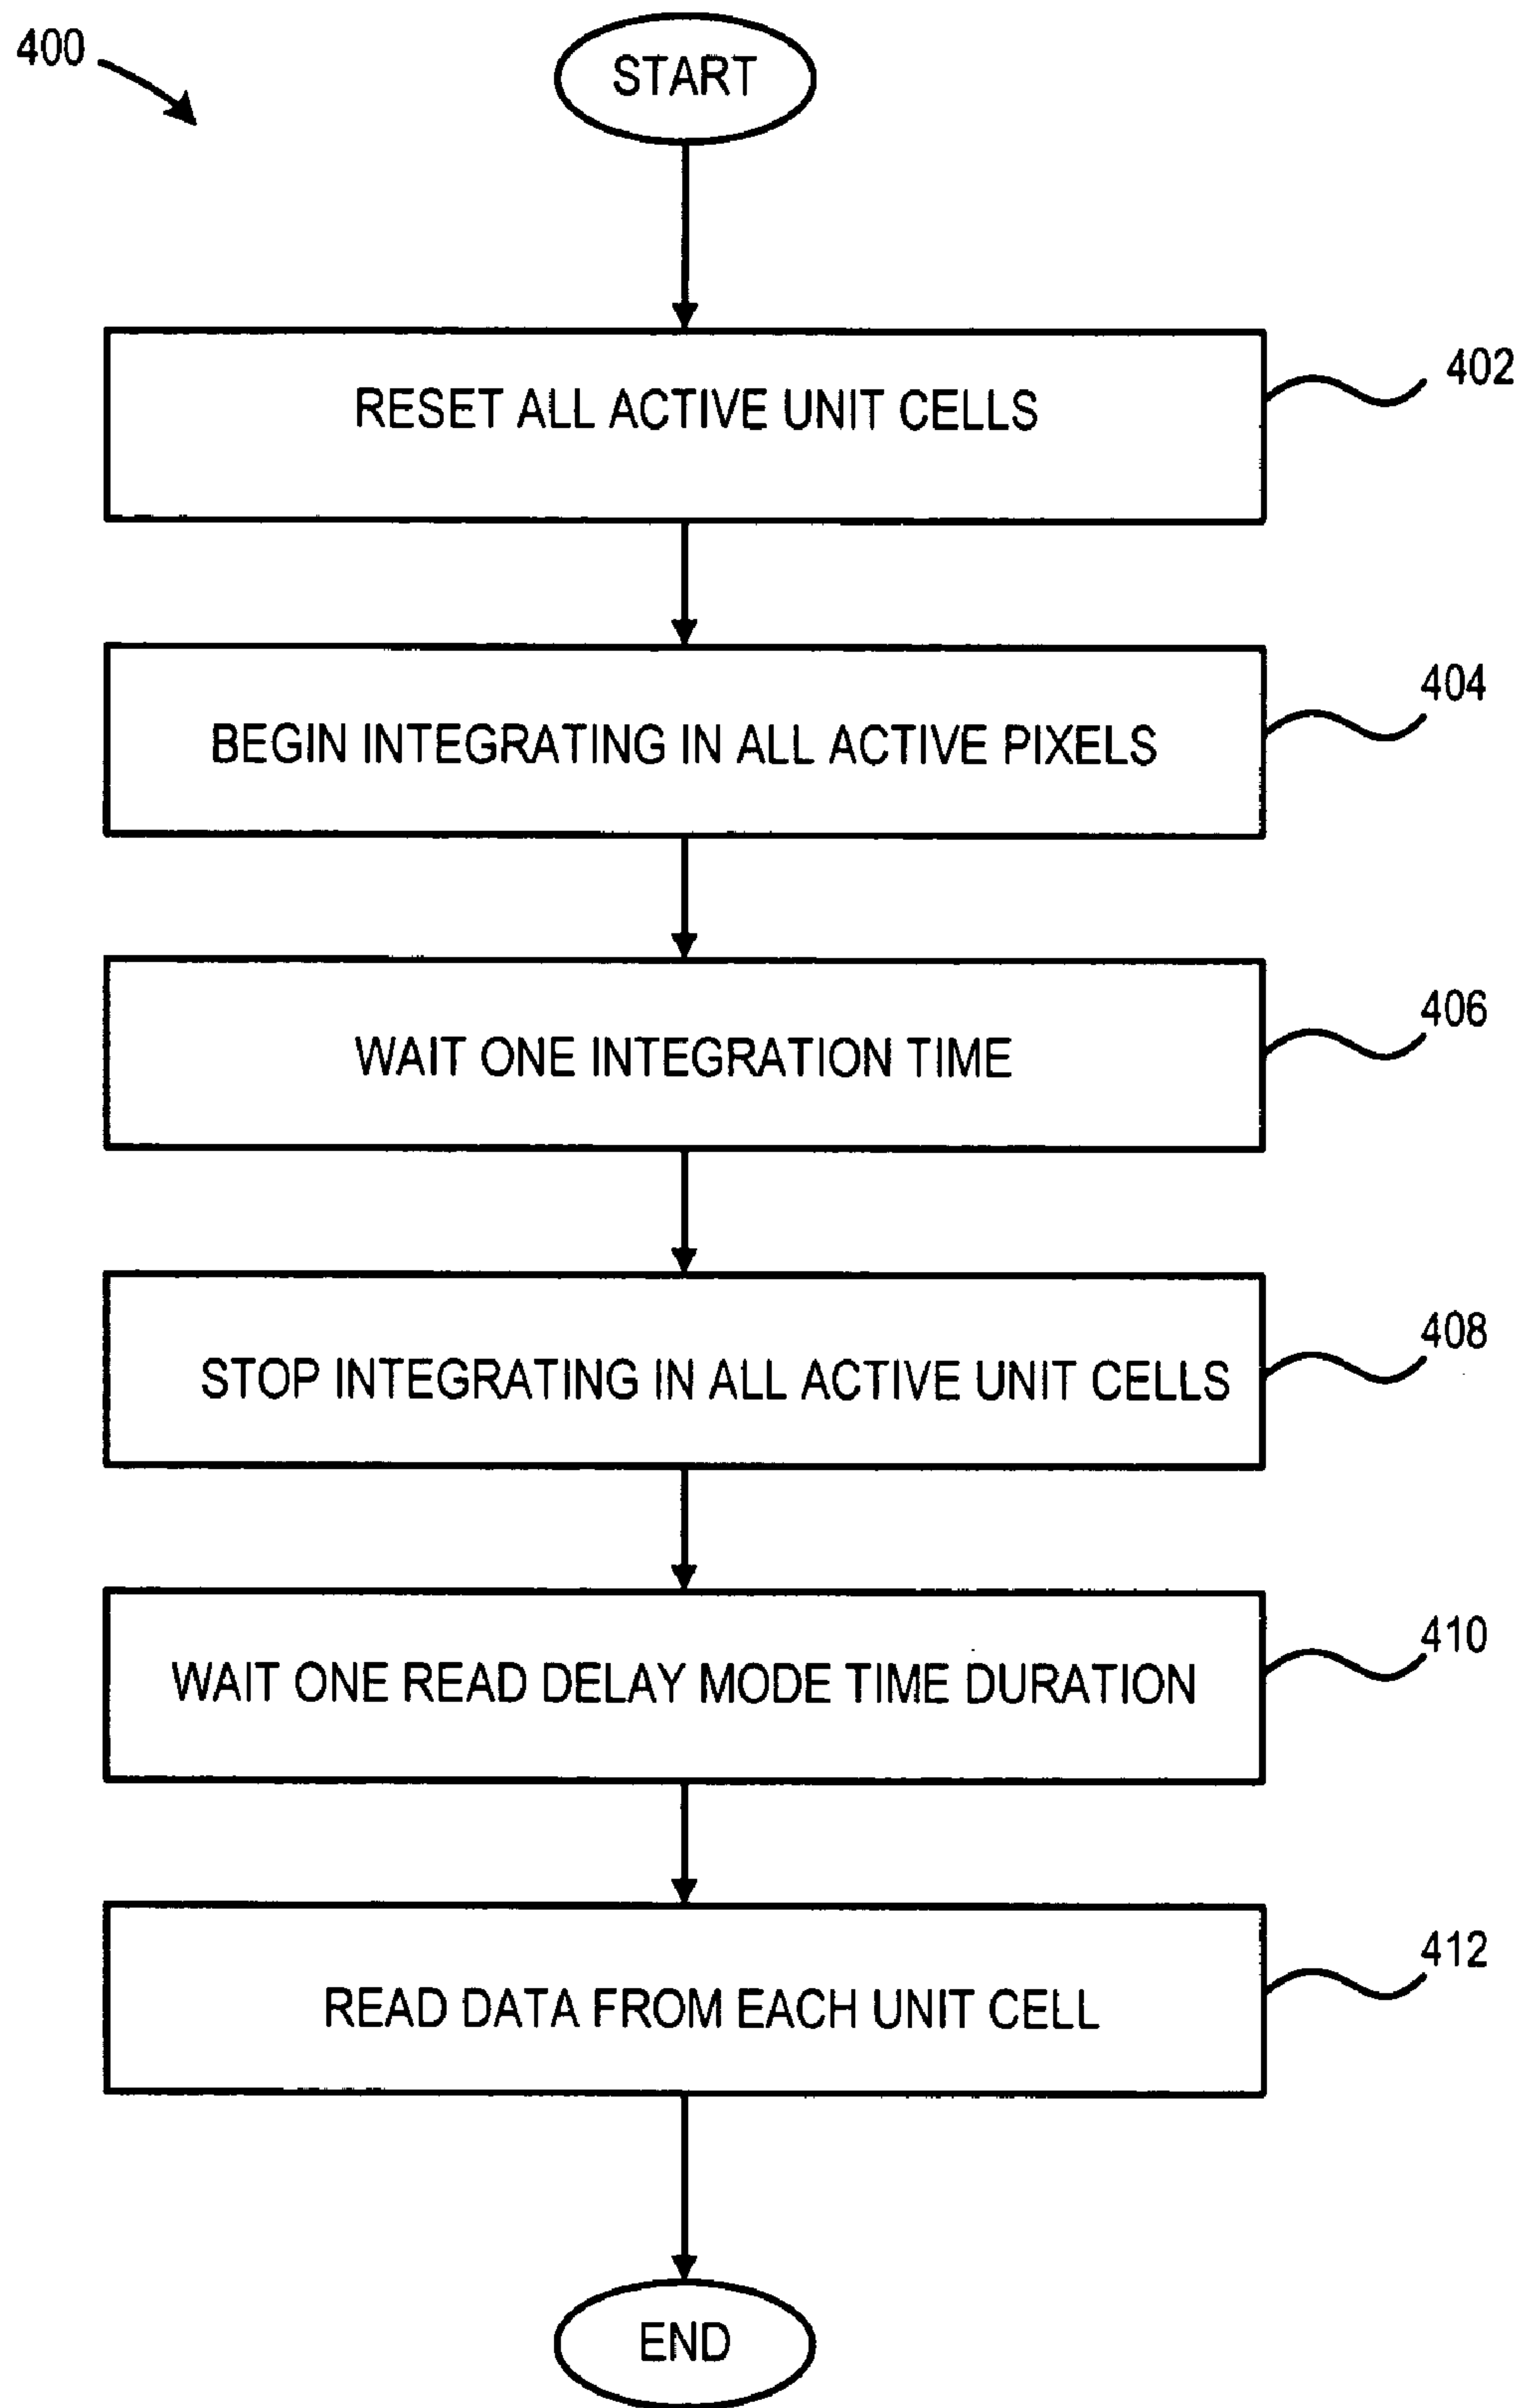 400
START
RESET ALL ACTIVE UNIT CELLS
402
BEGIN INTEGRATING IN ALL ACTIVE PIXELS
404
WAIT ONE INTEGRATION TIME
406
STOP INTEGRATING IN ALL ACTIVE UNIT CELLS
408
WAIT ONE READ DELAY MODE TIME DURATION
410
READ DATA FROM EACH UNIT CELL
412
END